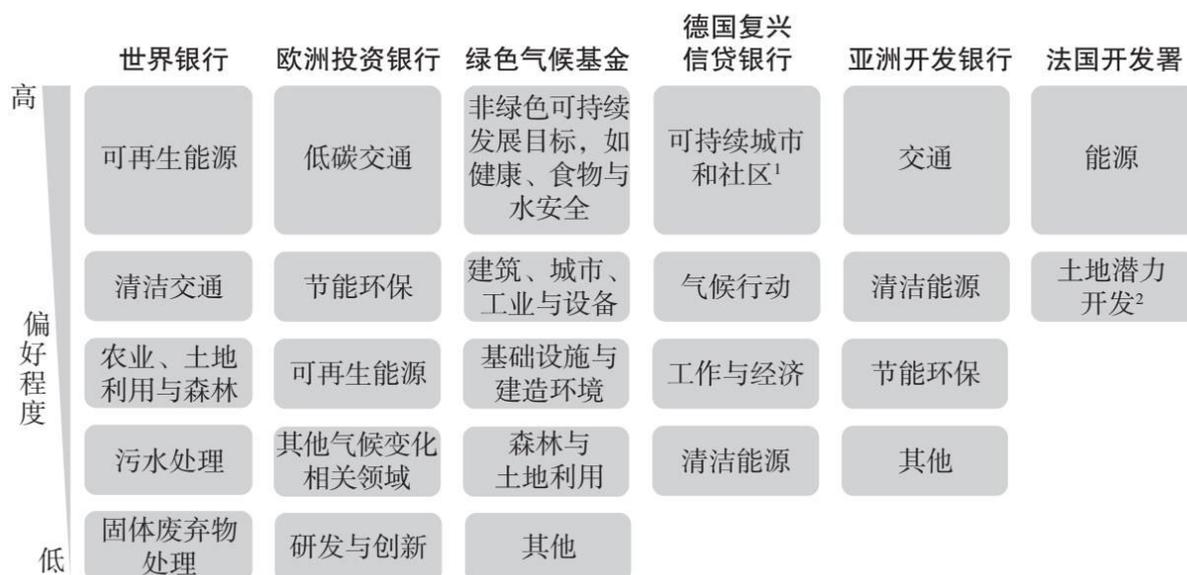 世界银行
欧洲投资银行
绿色气候基金
德国复兴
信贷银行
亚洲开发银行
法国开发署
高
偏好程度
低
可再生能源
低碳交通
非绿色可持续
发展目标，如
健康、食物与
水安全
可持续城市
和社区¹
交通
能源
清洁交通
节能环保
建筑、城市、
工业与设备
气候行动
清洁能源
土地潜力
开发²
农业、土地
利用与森林
可再生能源
基础设施与
建造环境
工作与经济
节能环保
污水处理
其他气候变化
相关领域
森林与
土地利用
清洁能源
其他
固体废弃物
处理
研发与创新
其他